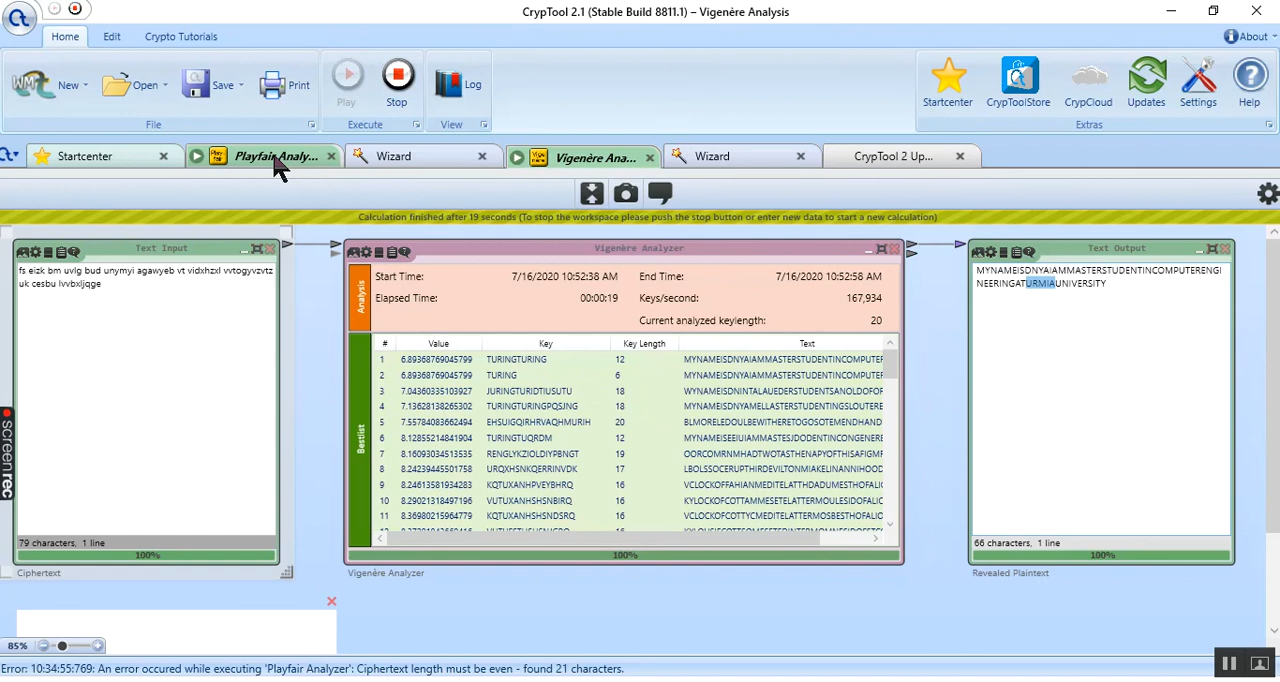 CrypTool 2.1 (Stable Build 8811.1) – Vigenère Analysis
Home Edit Crypto Tutorials About
New Open Save Print Play Stop Log Startcenter CrypToolStore CrypCloud Updates Settings Help
File Execute View Extras
Startcenter Playfair Analy... Wizard Vigenère Ana... Wizard CrypTool 2 Up...
Calculation finished after 19 seconds (To stop the workspace please push the stop button or enter new data to start a new calculation)
Text Input
fs eizk bm uvlg bud unymyi agawyeb vt vidxhzxl vvtogyvzvtz
uk cesbu lvvbxljqge
79 characters, 1 line
100%
Ciphertext
Vigenère Analyzer
Analysis
Start Time: 7/16/2020 10:52:38 AM End Time: 7/16/2020 10:52:58 AM
Elapsed Time: 00:00:19 Keys/second: 167,934
Current analyzed keylength: 20
Bestlist
# Value Key Key Length Text
1 6.89368769045799 TURINGTURING 12 MYNAMEISDNYAIAMMASTERSTUDENTINCOMPUTER
2 6.89368769045799 TURING 6 MYNAMEISDNYAIAMMASTERSTUDENTINCOMPUTER
3 7.04360335103927 JURINGTURIDTIUSUTU 18 WYNAMEISDNINTALAUEDERSTUDENTSANOLDOFOR
4 7.13628138265302 TURINGTURINGPQSJNG 18 MYNAMEISDNYAMELLASTERSTUDENTINGSLOUTERE
5 7.55584083692494 EHSUIGQIRHRVAQHMURIH 20 BLMORELEDOULBEWITHERETOGOSOTEMENDHAND
6 8.12855214841904 TURINGTUQRDM 12 MYNAMEISEEIUIAMMASTESJDODENTINCONGENERE
7 8.16093034513535 RENGLYKZIOLDIYPBNGT 19 OORCOMRNMHADTWOTASTHENAPYOFTHISAFIGMF
8 8.24239445501758 URQXHSNKQERRINVDK 17 LBOLSSOCERUPTHIRDEVILTONMIAKELINANNIHOOD
9 8.24613581934283 KQTUXANHPVEYBHRQ 16 VCLOCKOFFAHIANMEDITELATTHDADUMESTHOFALIC
10 8.29021318497196 VUTUXANHSHSNBIRQ 16 KYLOCKOFCOTTAMMESETELATTERMOULESIDOFALO
11 8.36980215964779 KQTUXANHSHSNDSRQ 16 VCLOCKOFCOTTYCMEDITELATTERMOSBESTHOFALO
100%
Vigenère Analyzer
Text Output
MYNAMEISDNYAIAMMASTERSTUDENTINCOMPUTERENGI
NEERINGATURMIAUNIVERSITY
66 characters, 1 line
100%
Revealed Plaintext
85%
Error: 10:34:55:769: An error occured while executing 'Playfair Analyzer': Ciphertext length must be even - found 21 characters.
screenrec